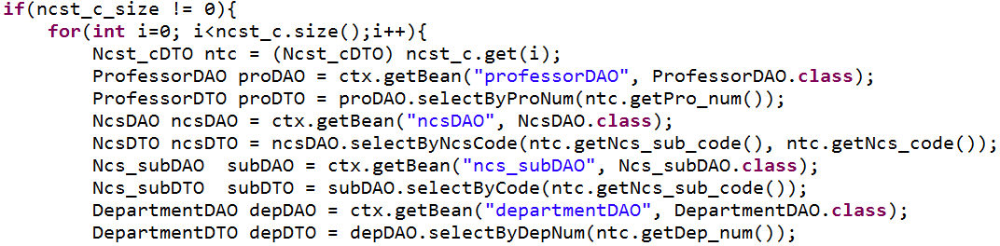 if(ncst_c_size != 0){
for(int i=0; i<ncst_c.size();i++){
Ncst_cDTO ntc = (Ncst_cDTO) ncst_c.get(i);
ProfessorDAO proDAO = ctx.getBean("professorDAO", ProfessorDAO.class);
ProfessorDTO proDTO = proDAO.selectByProNum(ntc.getPro_num());
NcsDAO ncsDAO = ctx.getBean("ncsDAO", NcsDAO.class);
NcsDTO ncsDTO = ncsDAO.selectByNcsCode(ntc.getNcs_sub_code(), ntc.getNcs_code());
Ncs_subDAO  subDAO = ctx.getBean("ncs_subDAO", Ncs_subDAO.class);
Ncs_subDTO  subDTO = subDAO.selectByCode(ntc.getNcs_sub_code());
DepartmentDAO depDAO = ctx.getBean("departmentDAO", DepartmentDAO.class);
DepartmentDTO depDTO = depDAO.selectByDepNum(ntc.getDep_num());